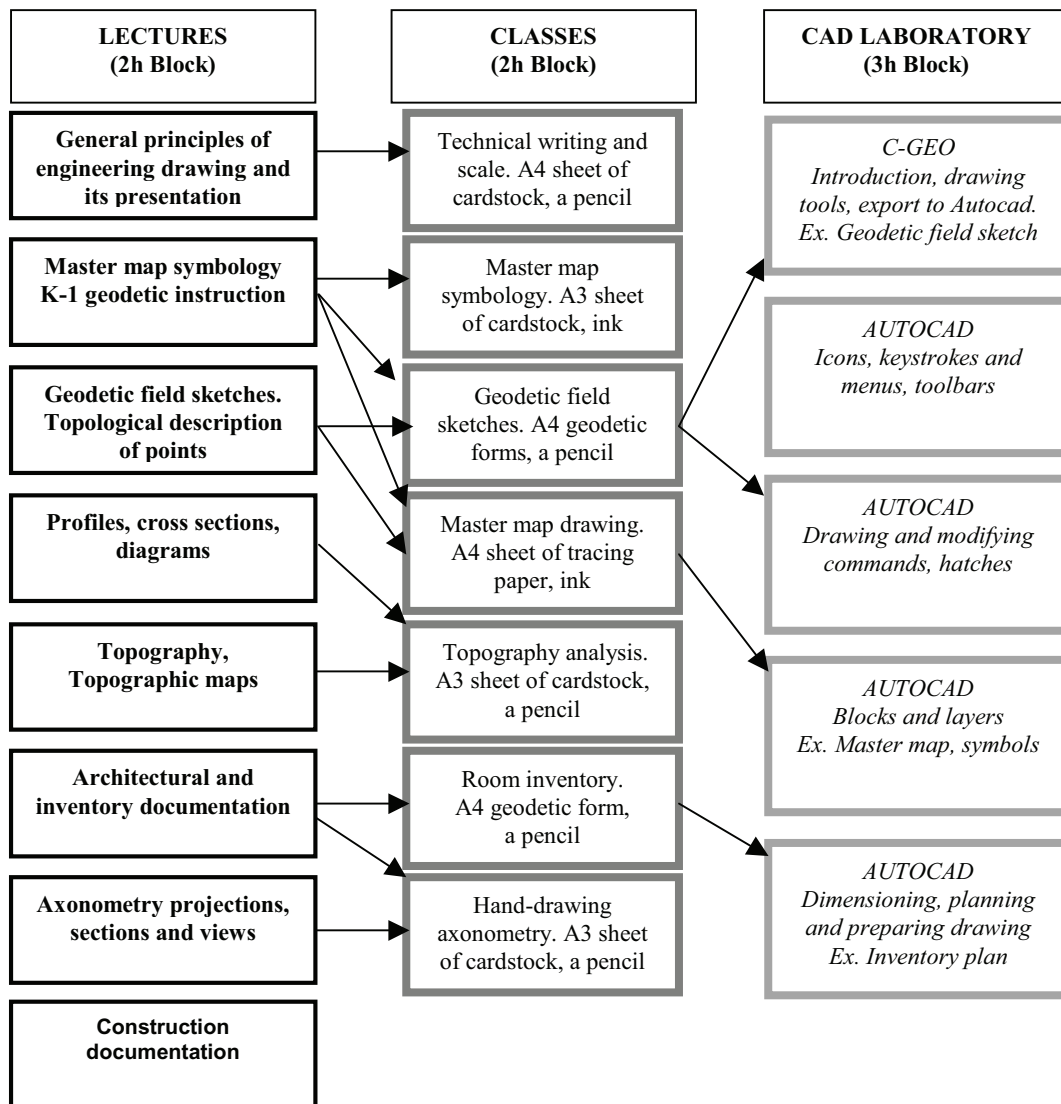 LECTURES
(2h Block)
General principles of
engineering drawing and
its presentation
Master map symbology
K-1 geodetic instruction
Geodetic field sketches.
Topological description
of points
Profiles, cross sections,
diagrams
Topography,
Topographic maps
Architectural and
inventory documentation
Axonometry projections,
sections and views
Construction
documentation
CLASSES
(2h Block)
Technical writing and
scale. A4 sheet of
cardstock, a pencil
Master map
symbology. A3 sheet
of cardstock, ink
Geodetic field
sketches. A4 geodetic
forms, a pencil
Master map drawing.
A4 sheet of tracing
paper, ink
Topography analysis.
A3 sheet of cardstock,
a pencil
Room inventory.
A4 geodetic form,
a pencil
Hand-drawing
axonometry. A3 sheet
of cardstock, a pencil
CAD LABORATORY
(3h Block)
C-GEO
Introduction, drawing
tools, export to Autocad.
Ex. Geodetic field sketch
AUTOCAD
Icons, keystrokes and
menus, toolbars
AUTOCAD
Drawing and modifying
commands, hatches
AUTOCAD
Blocks and layers
Ex. Master map, symbols
AUTOCAD
Dimensioning, planning
and preparing drawing
Ex. Inventory plan